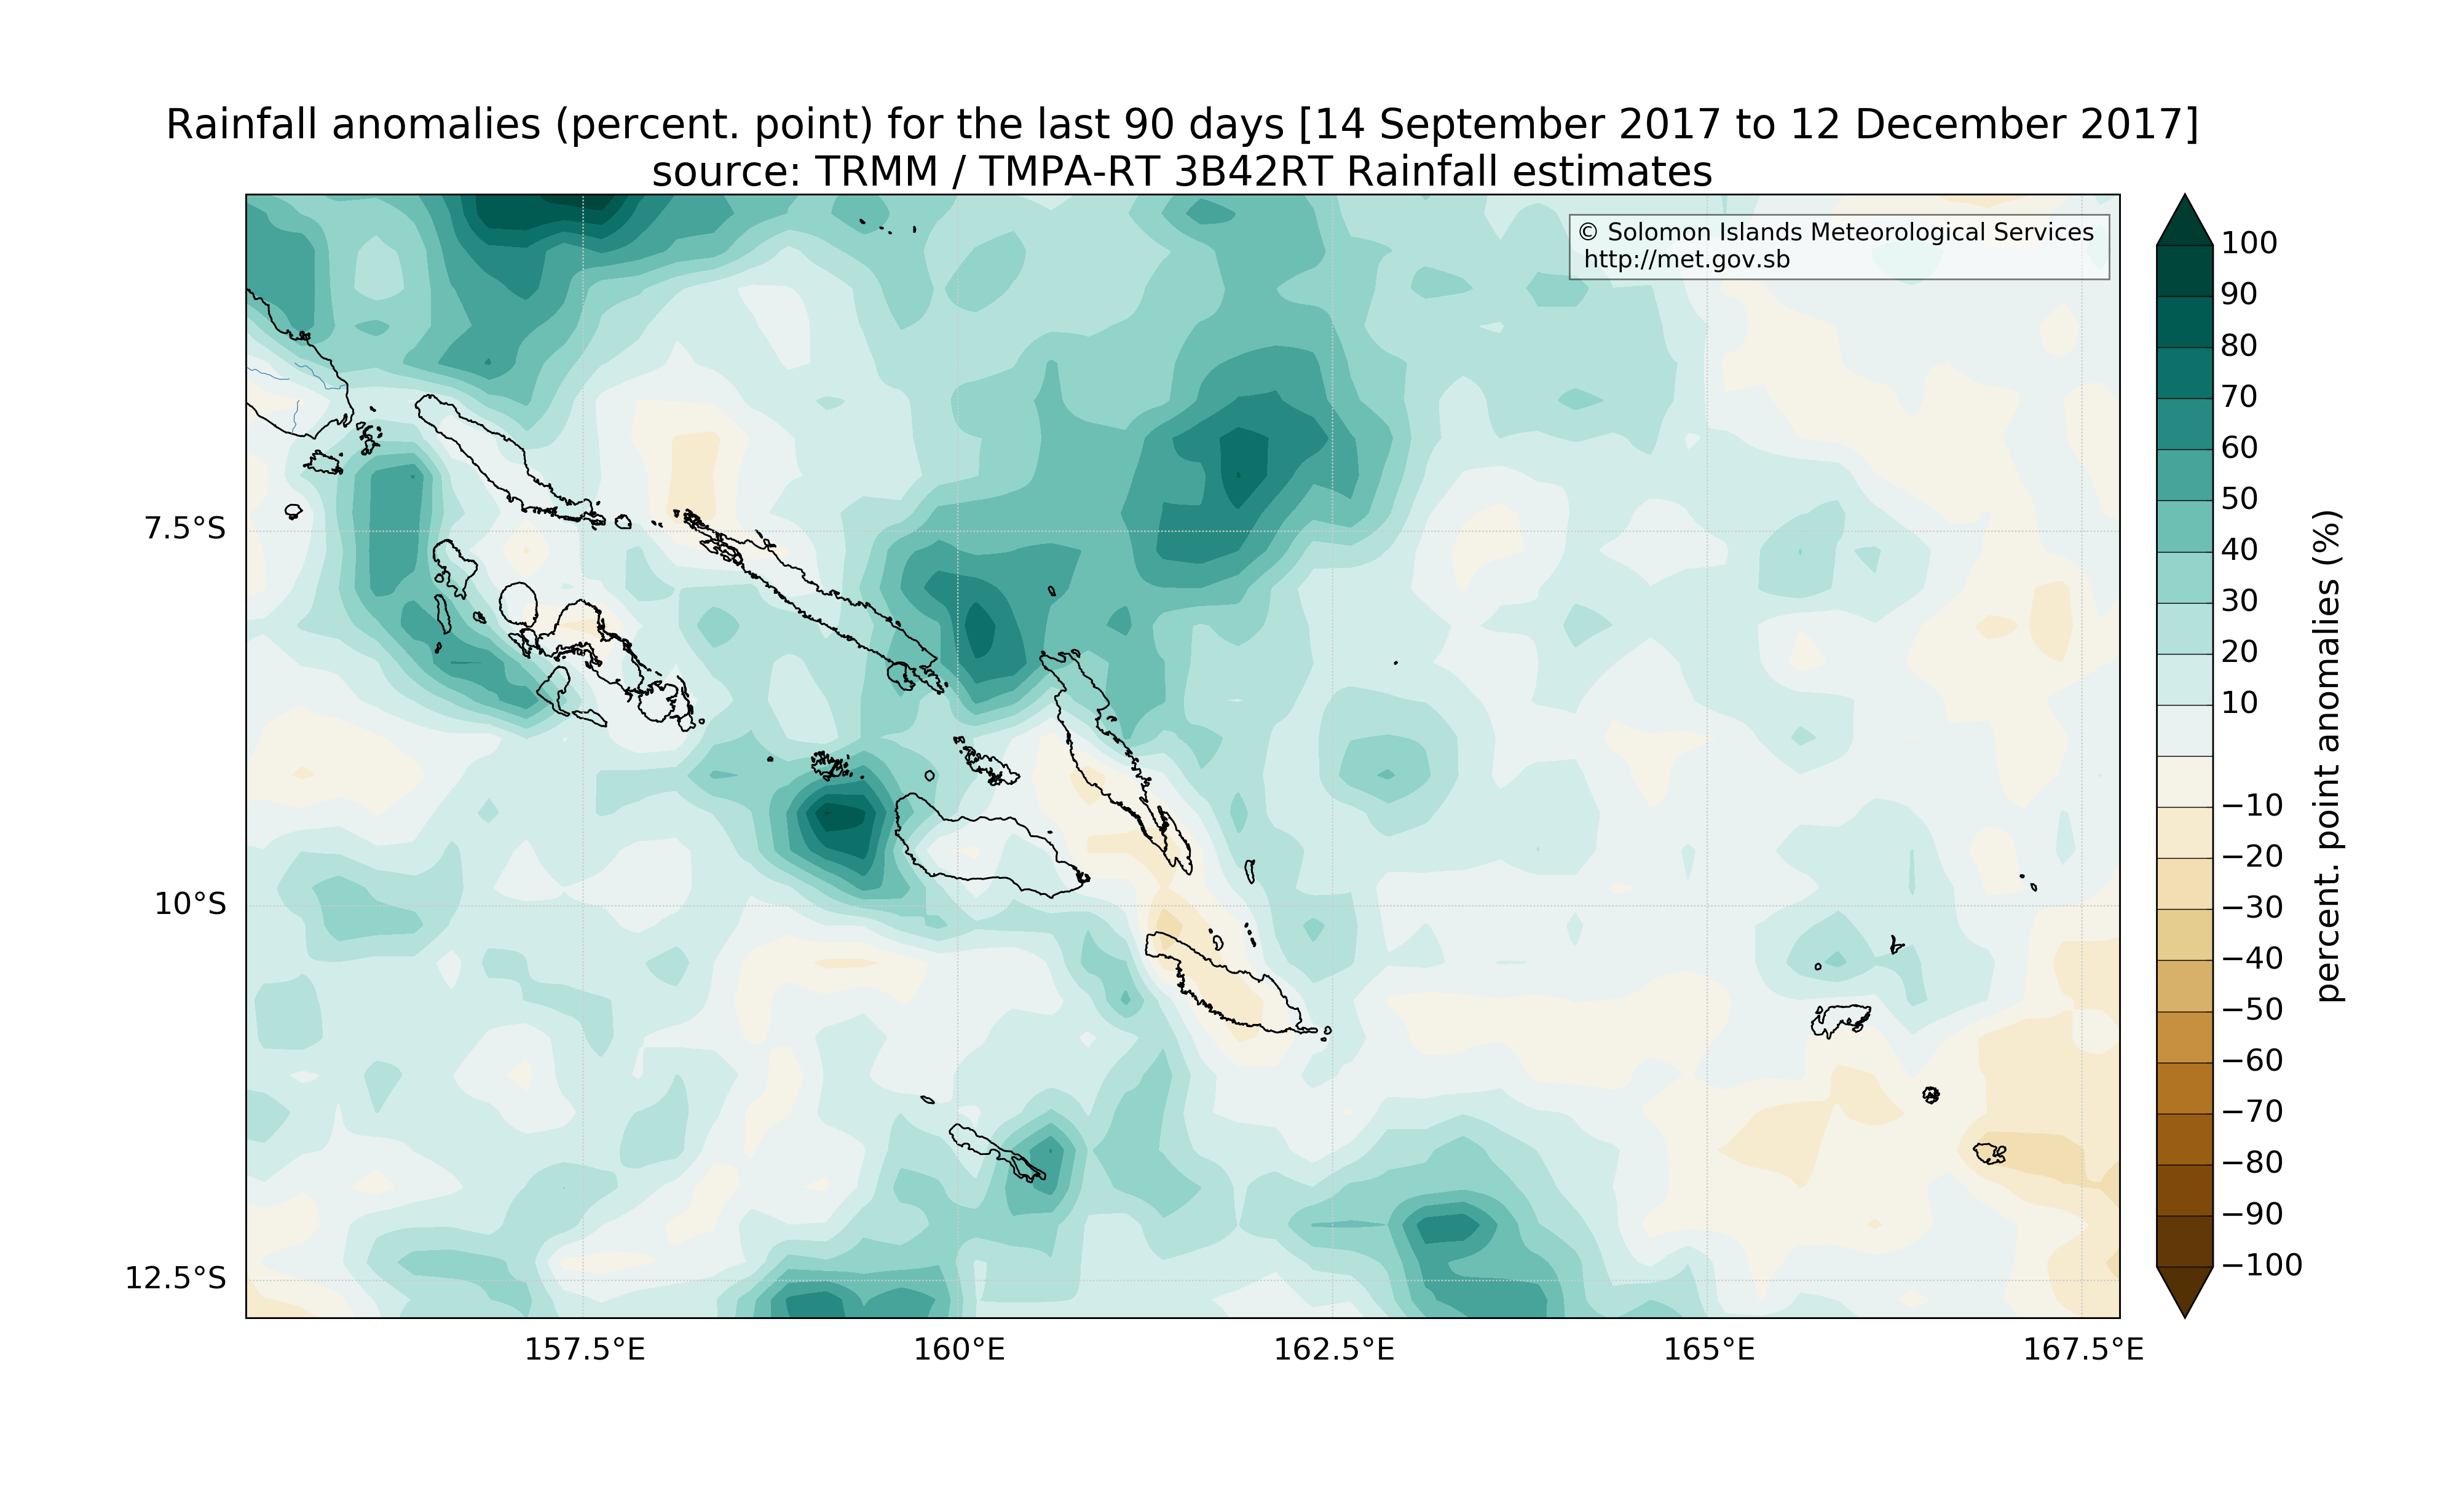 Rainfall anomalies (percent. point) for the last 90 days [14 September 2017 to 12 December 2017]
source: TRMM / TMPA-RT 3B42RT Rainfall estimates
© Solomon Islands Meteorological Services
http://met.gov.sb
7.5°S
10°S
12.5°S
157.5°E
160°E
162.5°E
165°E
167.5°E
100
90
80
70
60
50
40
30
20
10
−10
−20
−30
−40
−50
−60
−70
−80
−90
−100
percent. point anomalies (%)